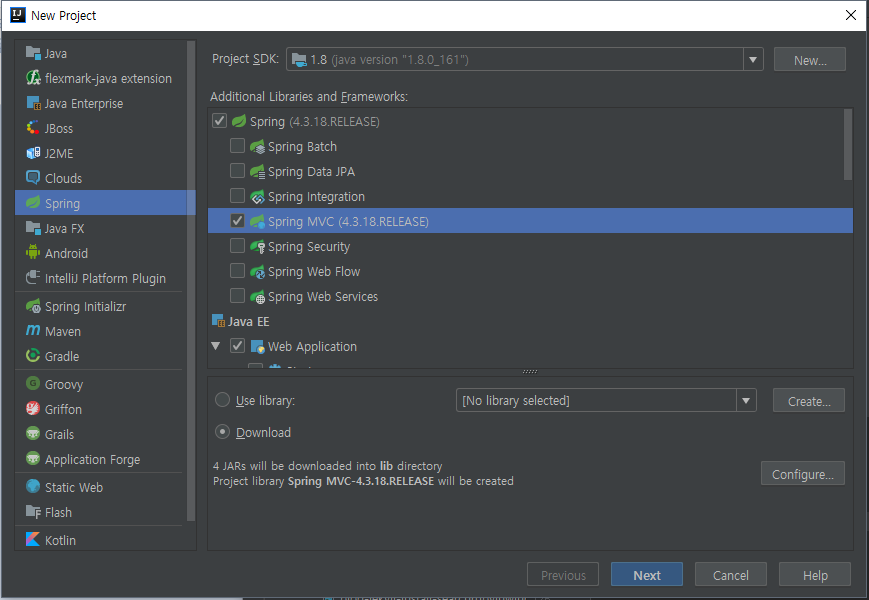 New Project
Java
flexmark-java extension
Java Enterprise
JBoss
J2ME
Clouds
Spring
Java FX
Android
IntelliJ Platform Plugin
Spring Initializr
Maven
Gradle
Groovy
Griffon
Grails
Application Forge
Static Web
Flash
Kotlin
Project SDK: 1.8 (java version "1.8.0_161") New...
Additional Libraries and Frameworks:
Spring (4.3.18.RELEASE)
Spring Batch
Spring Data JPA
Spring Integration
Spring MVC (4.3.18.RELEASE)
Spring Security
Spring Web Flow
Spring Web Services
Java EE
Web Application
Use library: [No library selected] Create...
Download
4 JARs will be downloaded into lib directory
Project library Spring MVC-4.3.18.RELEASE will be created
Configure...
Previous Next Cancel Help